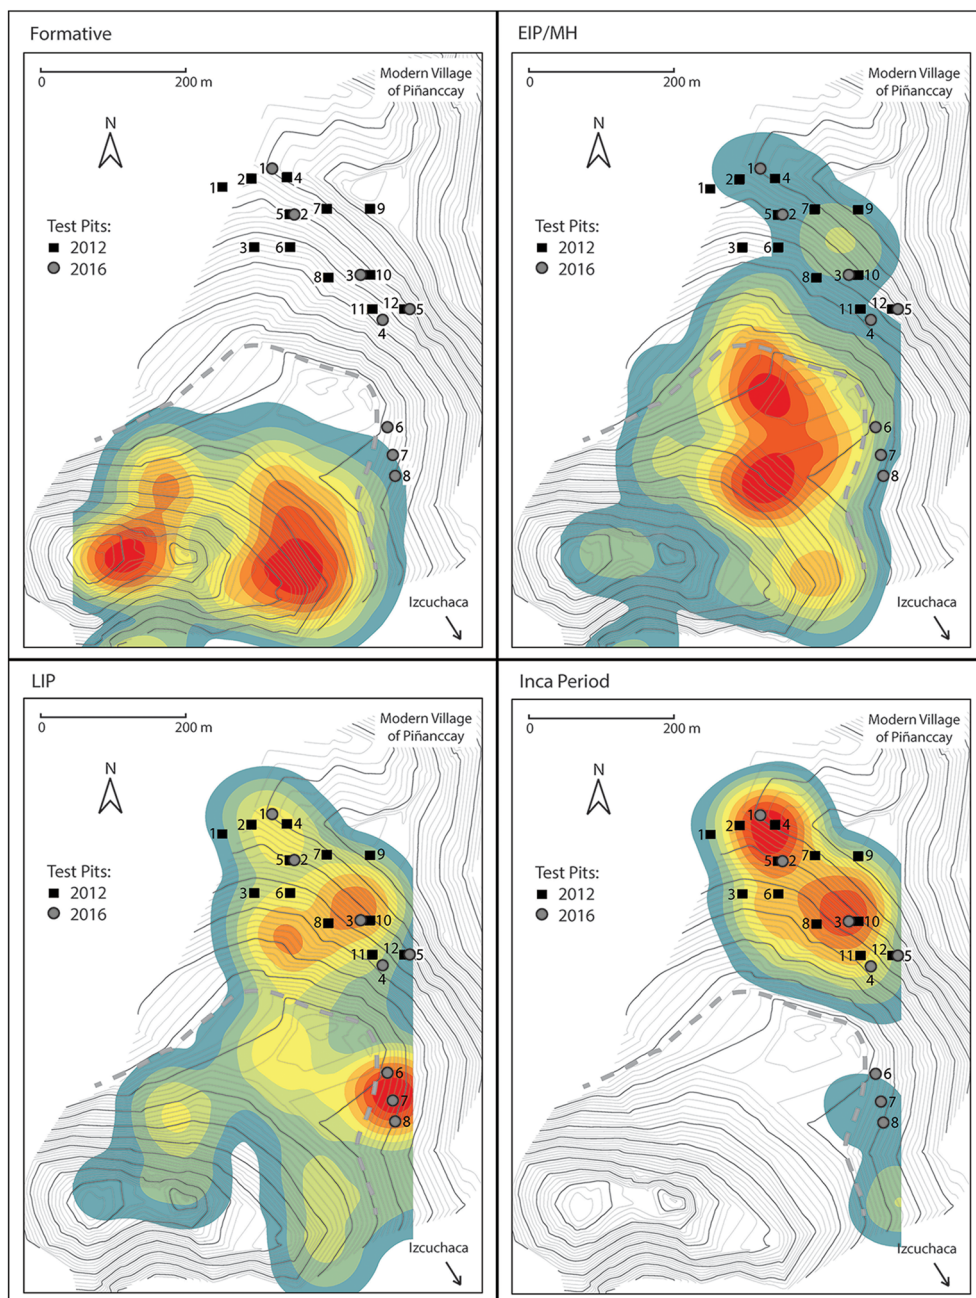 Formative
0 200 m
Modern Village
of Piñanccay
N
1 4
2
1
7 9
5 2
Test Pits:
2012
2016
3 6
8 3 10
11 12 5
4
6
7
8
Izcuchaca
EIP/MH
0 200 m
Modern Village
of Piñanccay
N
1 4
2
1
7 9
5 2
Test Pits:
2012
2016
3 6
8 3 10
11 12 5
4
6
7
8
Izcuchaca
LIP
0 200 m
Modern Village
of Piñanccay
N
1 4
2
1
7 9
5 2
Test Pits:
2012
2016
3 6
8 3 10
11 12 5
4
6
7
8
Izcuchaca
Inca Period
0 200 m
Modern Village
of Piñanccay
N
1 4
2
1
7 9
5 2
Test Pits:
2012
2016
3 6
8 3 10
11 12 5
4
6
7
8
Izcuchaca